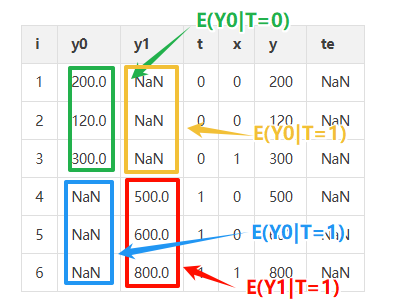 E(Y0|T=0)
i y0 y1 t x y te
1 200.0 NaN 0 0 200 NaN
2 120.0 NaN 0 0 120 NaN
E(Y0|T=1)
3 300.0 NaN 0 1 300 NaN
4 NaN 500.0 1 0 500 NaN
5 NaN 600.0 1 0 NaN
E(Y0|T=1)
6 NaN 800.0 1 1 800 NaN
E(Y1|T=1)